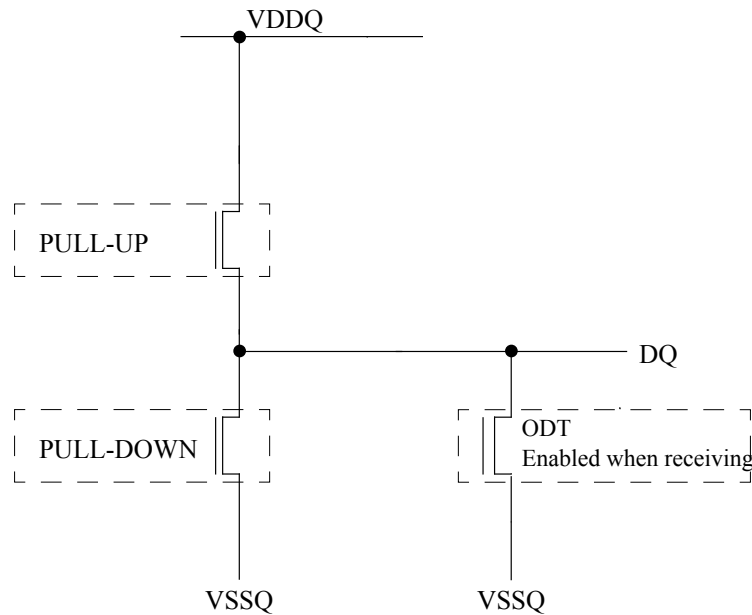 VDDQ
PULL-UP
DQ
PULL-DOWN
ODT
Enabled when receiving
VSSQ
VSSQ